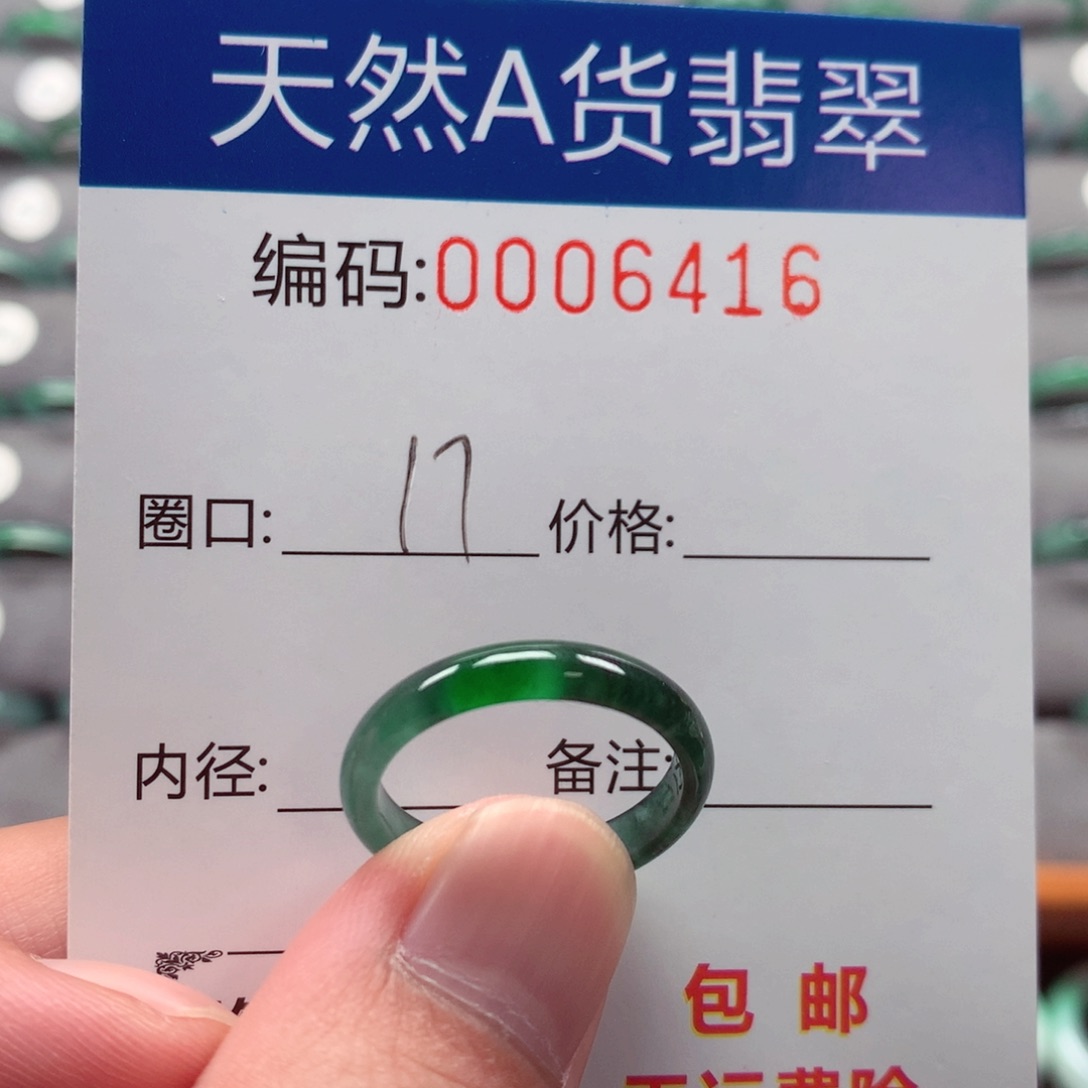 天然A货翡翠
编码:0006416
圈口: 17 价格:
内径: 备注:
包 邮